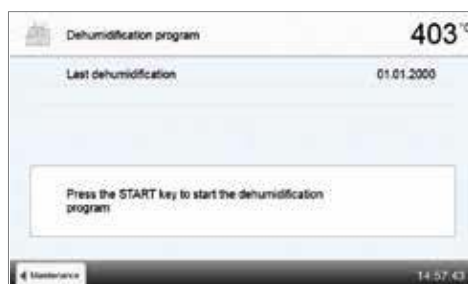 Dehumidification program
403 °C
Last dehumidification
01.01.2000
Press the START key to start the dehumidification
program
Maintenance
14:57:43